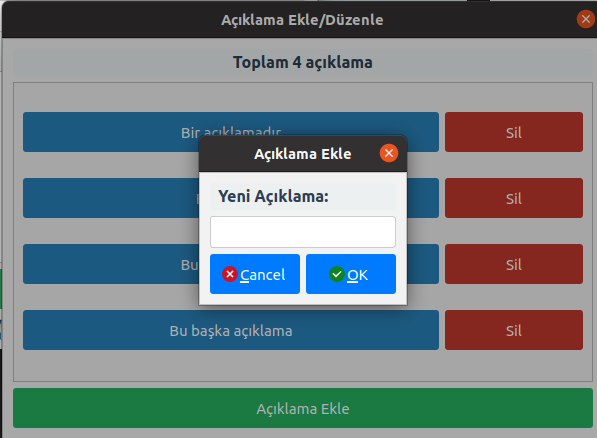 Açıklama Ekle/Düzenle
Toplam 4 açıklama
Bir açıklamadır
Sil
Açıklama Ekle
Yeni Açıklama:
Sil
Bu
Sil
Cancel
OK
Bu başka açıklama
Sil
Açıklama Ekle